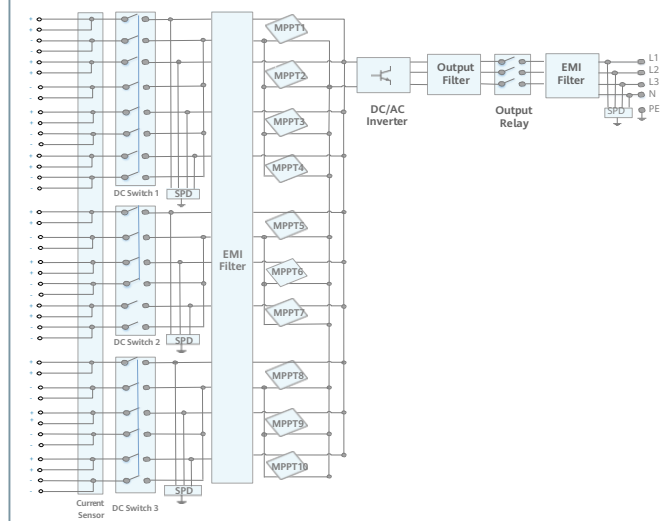 MPPT1
MPPT2
MPPT3
MPPT4
DC Switch 1
SPD
MPPT5
MPPT6
MPPT7
DC Switch 2
SPD
EMI
Filter
MPPT8
MPPT9
MPPT10
SPD
Current
Sensor
DC Switch 3
DC/AC
Inverter
Output
Filter
Output
Relay
EMI
Filter
L1
L2
L3
N
PE
SPD